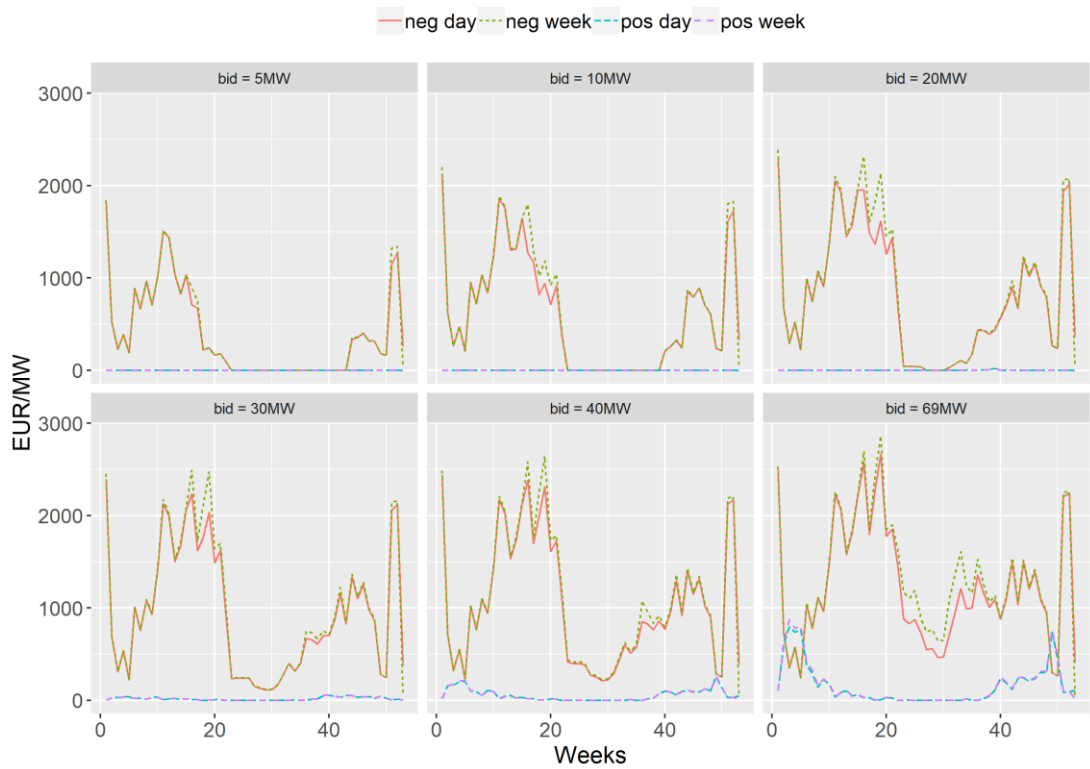 neg day neg week pos day pos week
bid = 5MW bid = 10MW bid = 20MW
3000
2000
1000
0
EUR/MW
bid = 30MW bid = 40MW bid = 69MW
3000
2000
1000
0
0 20 40 0 20 40 0 20 40
Weeks